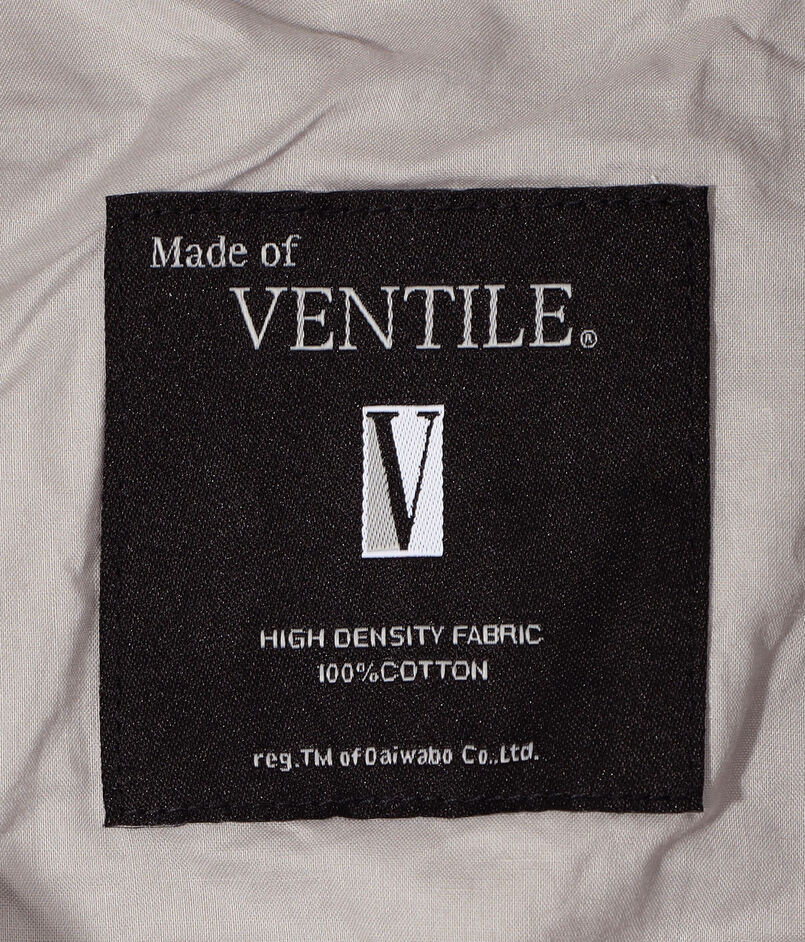 Made of
VENTILE®
V
HIGH DENSITY FABRIC
100%COTTON
reg.TM of Daiwabo Co.,Ltd.